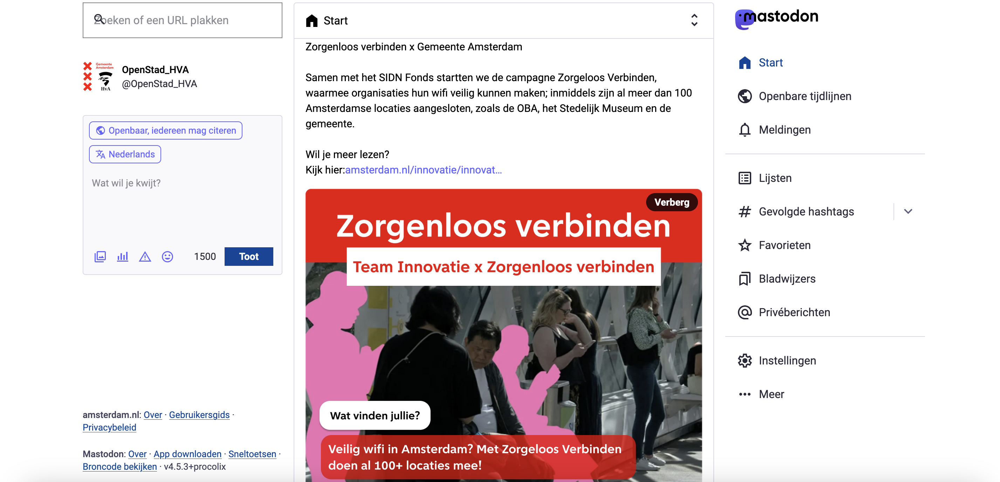 Zoeken of een URL plakken
Gemeente
Amsterdam
HvA
OpenStad_HVA
@OpenStad_HVA
Openbaar, iedereen mag citeren
Nederlands
Wat wil je kwijt?
1500
Toot
amsterdam.nl: Over · Gebruikersgids ·
Privacybeleid
Mastodon: Over · App downloaden · Sneltoetsen ·
Broncode bekijken · v4.5.3+procolix
Start
Zorgenloos verbinden x Gemeente Amsterdam
Samen met het SIDN Fonds startten we de campagne Zorgeloos Verbinden,
waarmee organisaties hun wifi veilig kunnen maken; inmiddels zijn al meer dan 100
Amsterdamse locaties aangesloten, zoals de OBA, het Stedelijk Museum en de
gemeente.
Wil je meer lezen?
Kijk hier:amsterdam.nl/innovatie/innovat…
Verberg
Zorgenloos verbinden
Team Innovatie x Zorgenloos verbinden
Wat vinden jullie?
Veilig wifi in Amsterdam? Met Zorgeloos Verbinden
doen al 100+ locaties mee!
mastodon
Start
Openbare tijdlijnen
Meldingen
Lijsten
Gevolgde hashtags
Favorieten
Bladwijzers
Privéberichten
Instellingen
Meer